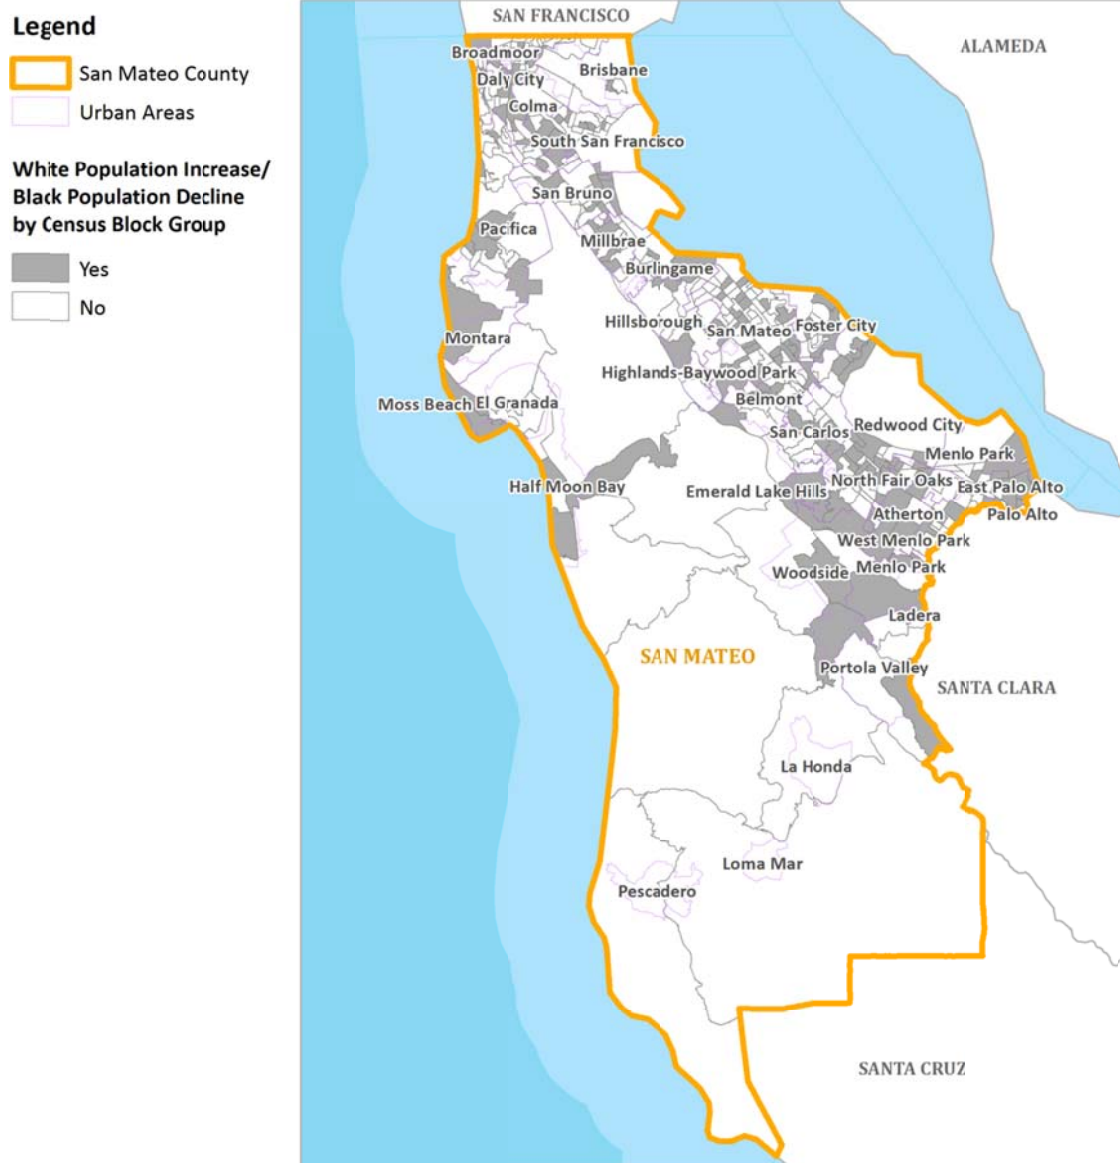 Legend
San Mateo County
Urban Areas
White Population Increase/
Black Population Decline
by Census Block Group
Yes
No
SAN FRANCISCO
ALAMEDA
Broadmoor
Brisbane
Daly City
Colma
South San Francisco
San Bruno
Pacifica
Millbrae
Burlingame
Hillsborough
San Mateo
Foster City
Montara
Highlands-Baywood Park
Moss Beach
El Granada
Belmont
San Carlos
Redwood City
Menlo Park
Half Moon Bay
Emerald Lake Hills
North Fair Oaks
East Palo Alto
Atherton
Palo Alto
West Menlo Park
Woodside
Menlo Park
Ladera
SAN MATEO
Portola Valley
SANTA CLARA
La Honda
Loma Mar
Pescadero
SANTA CRUZ